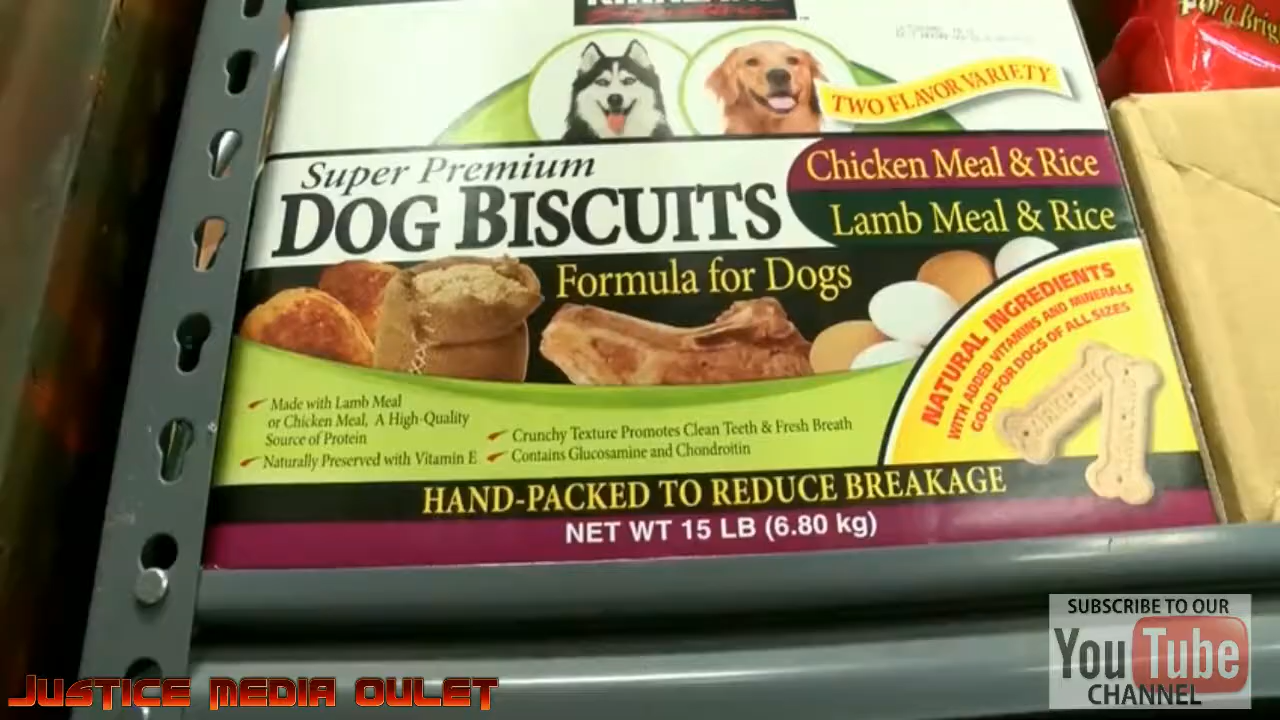 For a Brig
TWO FLAVOR VARIETY
Super Premium
DOG BISCUITS
Chicken Meal & Rice
Lamb Meal & Rice
Formula for Dogs
NATURAL INGREDIENTS
WITH ADDED VITAMINS AND MINERALS
GOOD FOR DOGS OF ALL SIZES
Made with Lamb Meal
or Chicken Meal, A High-Quality
Source of Protein
Naturally Preserved with Vitamin E
Crunchy Texture Promotes Clean Teeth & Fresh Breath
Contains Glucosamine and Chondroitin
HAND-PACKED TO REDUCE BREAKAGE
NET WT 15 LB (6.80 kg)
SUBSCRIBE TO OUR
YouTube
CHANNEL
JUSTICE MEDIA OULET